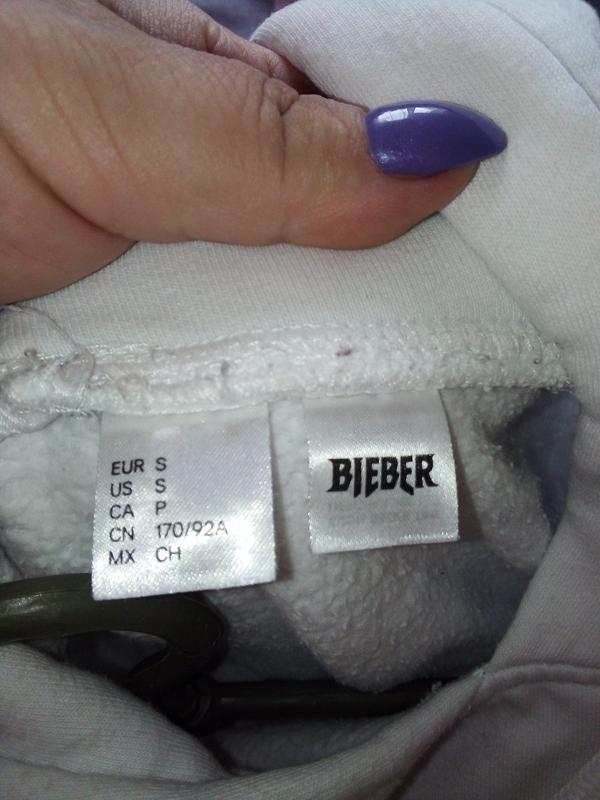 EUR S
US S
CA P
CN 170/92A
MX CH
BIEBER